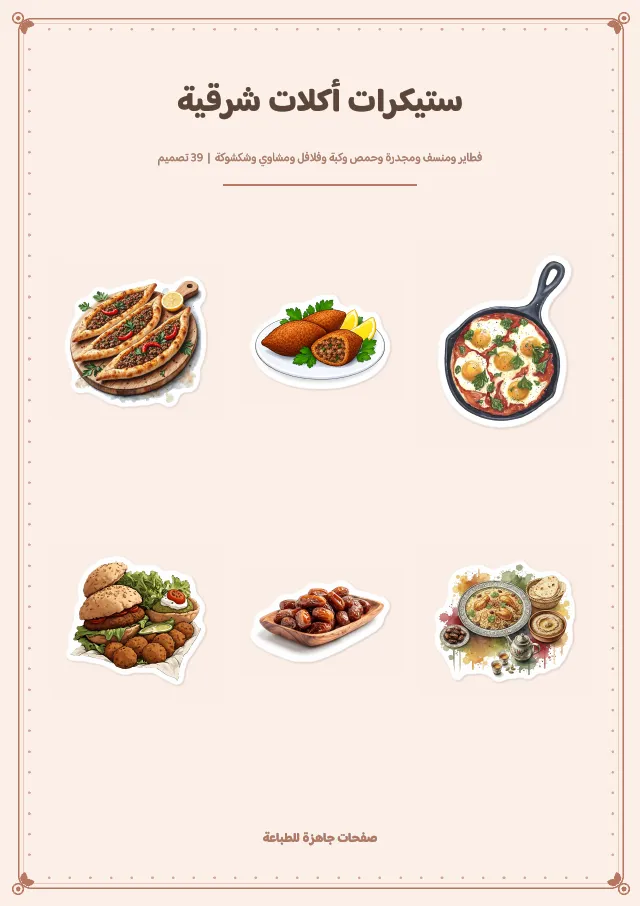 ستيكرات أكلات شرقية
فطاير ومنسف ومجدرة وحمص وكبة وفلافل ومشاوي وشكشوكة | 39 تصميم
صفحات جاهزة للطباعة